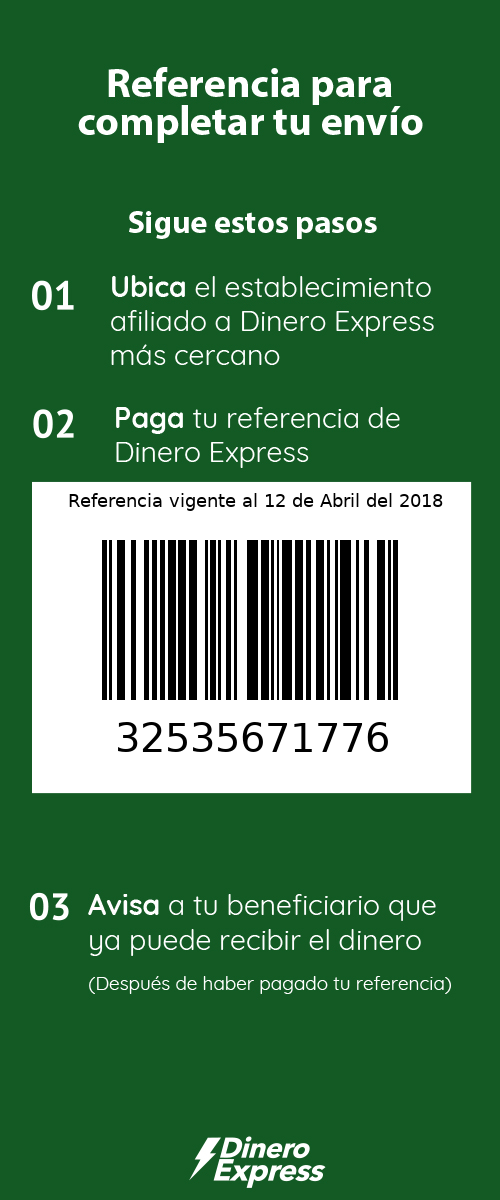 Referencia para
completar tu envío
Sigue estos pasos
01
Ubica el establecimiento
afiliado a Dinero Express
más cercano
02
Paga tu referencia de
Dinero Express
Referencia vigente al 12 de Abril del 2018
32535671776
03
Avisa a tu beneficiario que
ya puede recibir el dinero
(Después de haber pagado tu referencia)
Dinero
Express